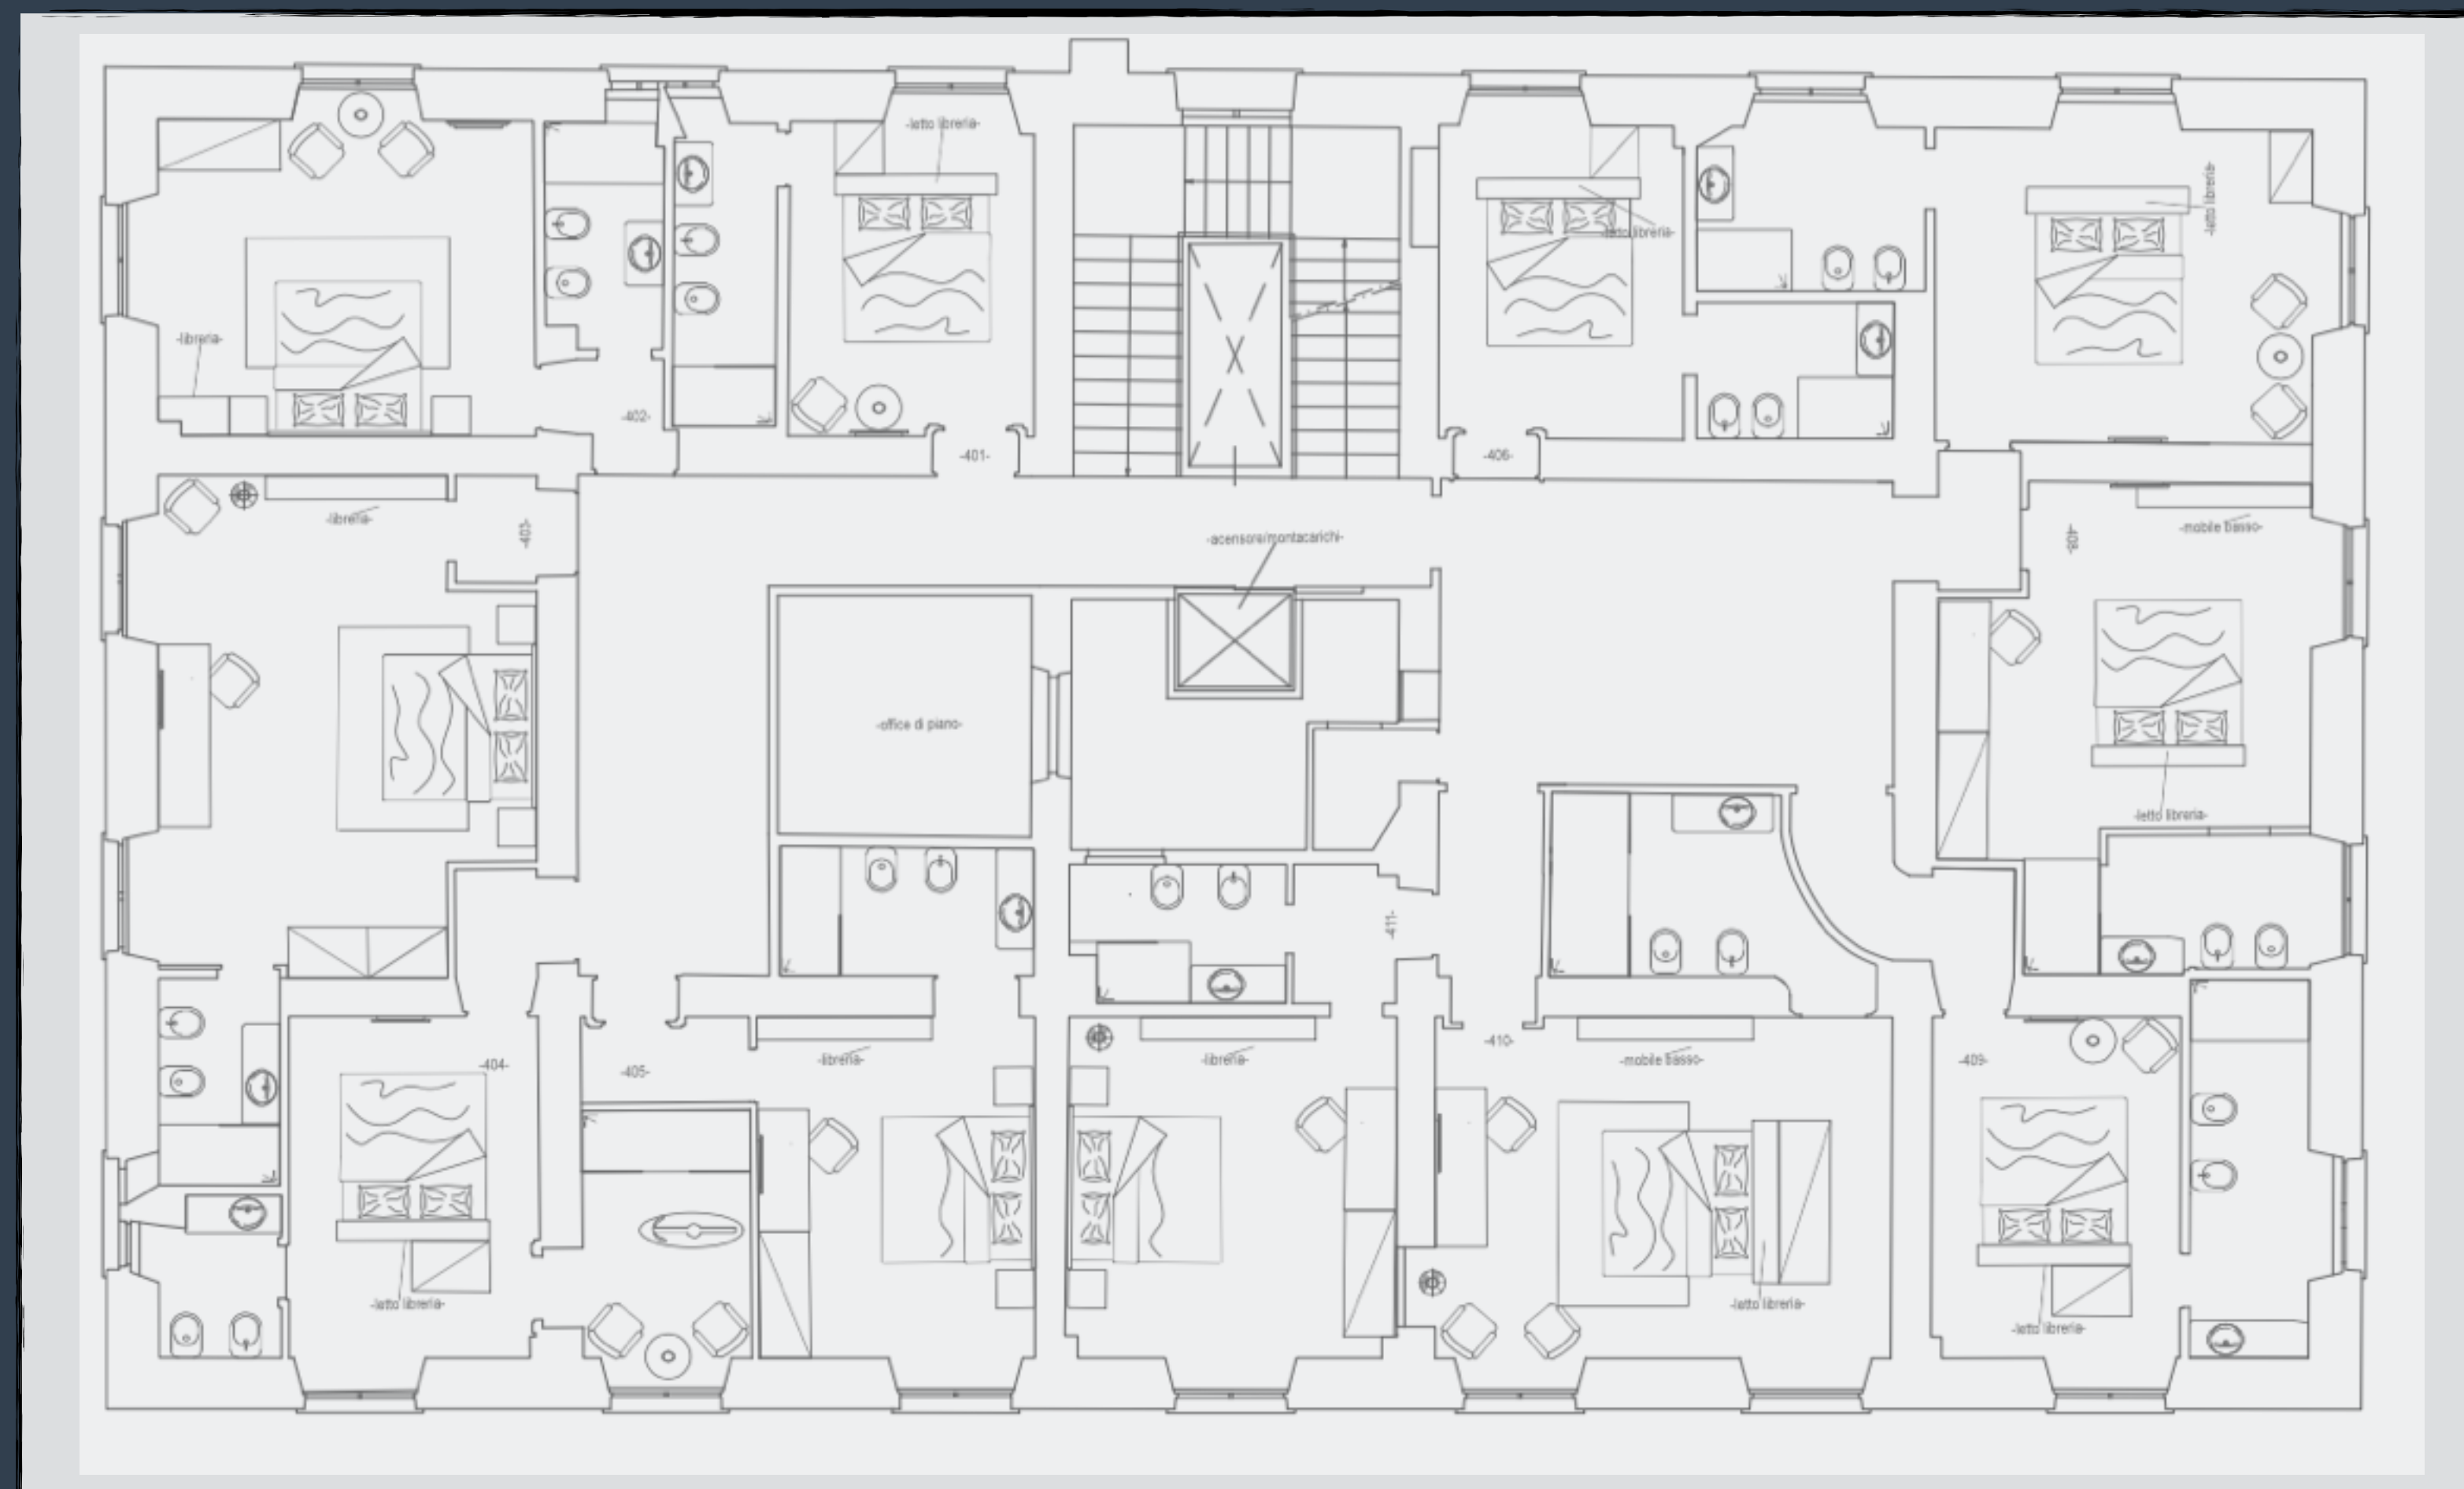 -letto libreria-
-letto libreria-
-letto libreria-
-libreria-
-402-
-401-
-406-
-libreria-
-403-
-acensore/montacarichi-
-408-
-mobile basso-
-office di piano-
-letto libreria-
-411-
-404-
-405-
-libreria-
-libreria-
-410-
-mobile basso-
-409-
-letto libreria-
-letto libreria-
-letto libreria-